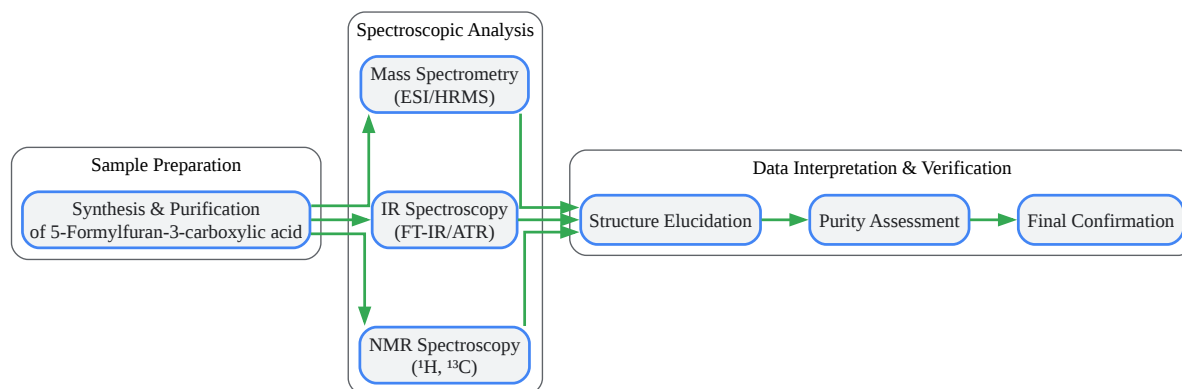 Sample Preparation
Synthesis & Purification
of 5-Formylfuran-3-carboxylic acid
Spectroscopic Analysis
Mass Spectrometry
(ESI/HRMS)
IR Spectroscopy
(FT-IR/ATR)
NMR Spectroscopy
(¹H, ¹³C)
Data Interpretation & Verification
Structure Elucidation
Purity Assessment
Final Confirmation